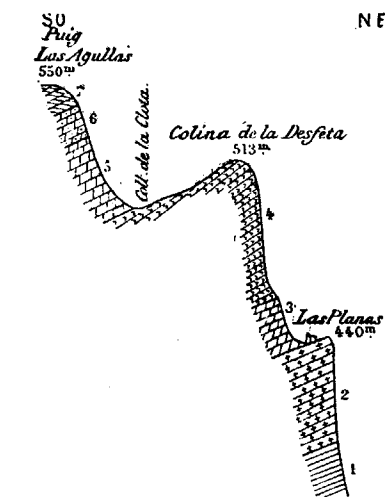 SO NE
Puig
Las Agullas
550m
Coll. de la Clota.
Colina de la Desfeta
513m
Las Planas
440m
7
6
5
4
3
2
1